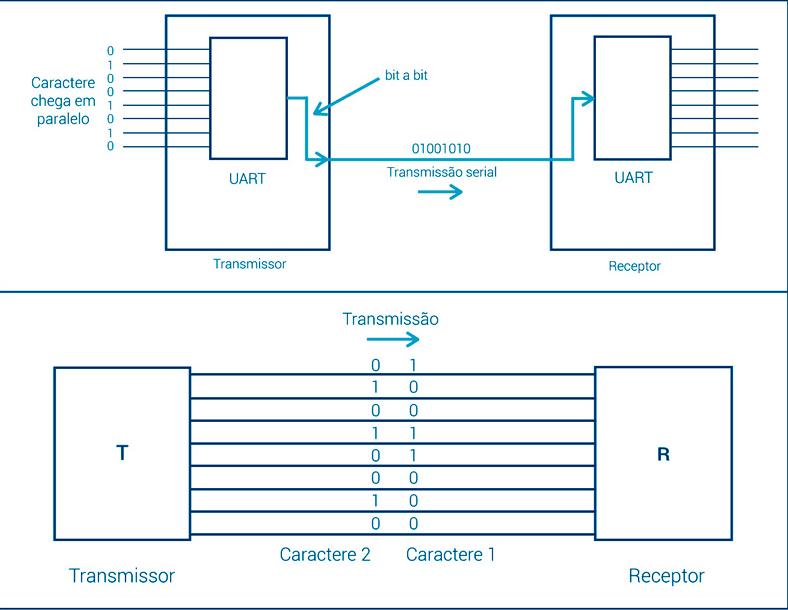 0
1
0
0
1
0
1
0
Caractere
chega em
paralelo
bit a bit
01001010
Transmissão serial
UART
UART
Transmissor
Receptor
Transmissão
0 1
1 0
0 0
1 1
0 1
0 0
1 0
0 0
T
R
Caractere 2 Caractere 1
Transmissor
Receptor